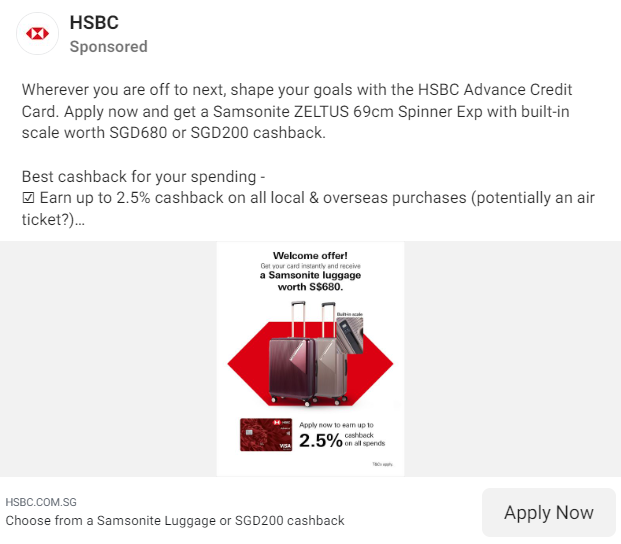 HSBC
Sponsored
Wherever you are off to next, shape your goals with the HSBC Advance Credit
Card. Apply now and get a Samsonite ZELTUS 69cm Spinner Exp with built-in
scale worth SGD680 or SGD200 cashback.
Best cashback for your spending -
☑ Earn up to 2.5% cashback on all local & overseas purchases (potentially an air
ticket?)...
Welcome offer!
Get your card instantly and receive
a Samsonite luggage
worth S$680.
Built-in scale
HSBC
VISA
Apply now to earn up to
2.5% cashback
on all spends
T&Cs apply.
HSBC.COM.SG
Choose from a Samsonite Luggage or SGD200 cashback
Apply Now